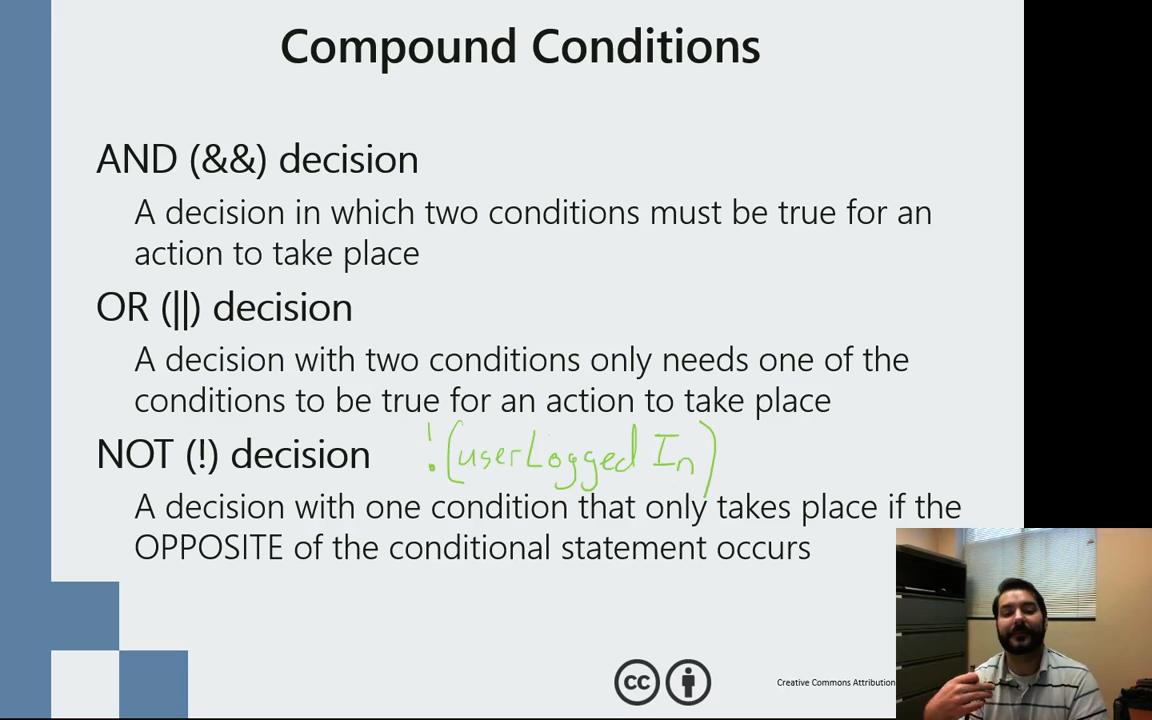 Compound Conditions
AND (&&) decision
A decision in which two conditions must be true for an
action to take place
OR (||) decision
A decision with two conditions only needs one of the
conditions to be true for an action to take place
NOT (!) decision !(userLogged In)
A decision with one condition that only takes place if the
OPPOSITE of the conditional statement occurs
cc
Creative Commons Attribution